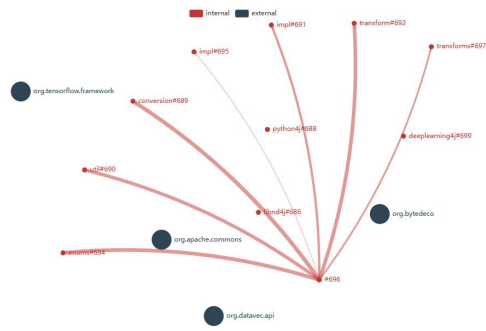 internal
external
impl#691
transform#692
transforms#697
impl#695
org.tensorflow.framework
conversion#689
python4j#688
deeplearning4j#699
util#690
libnd4j#686
org.bytedeco
org.apache.commons
enums#694
#696
org.datavec.api